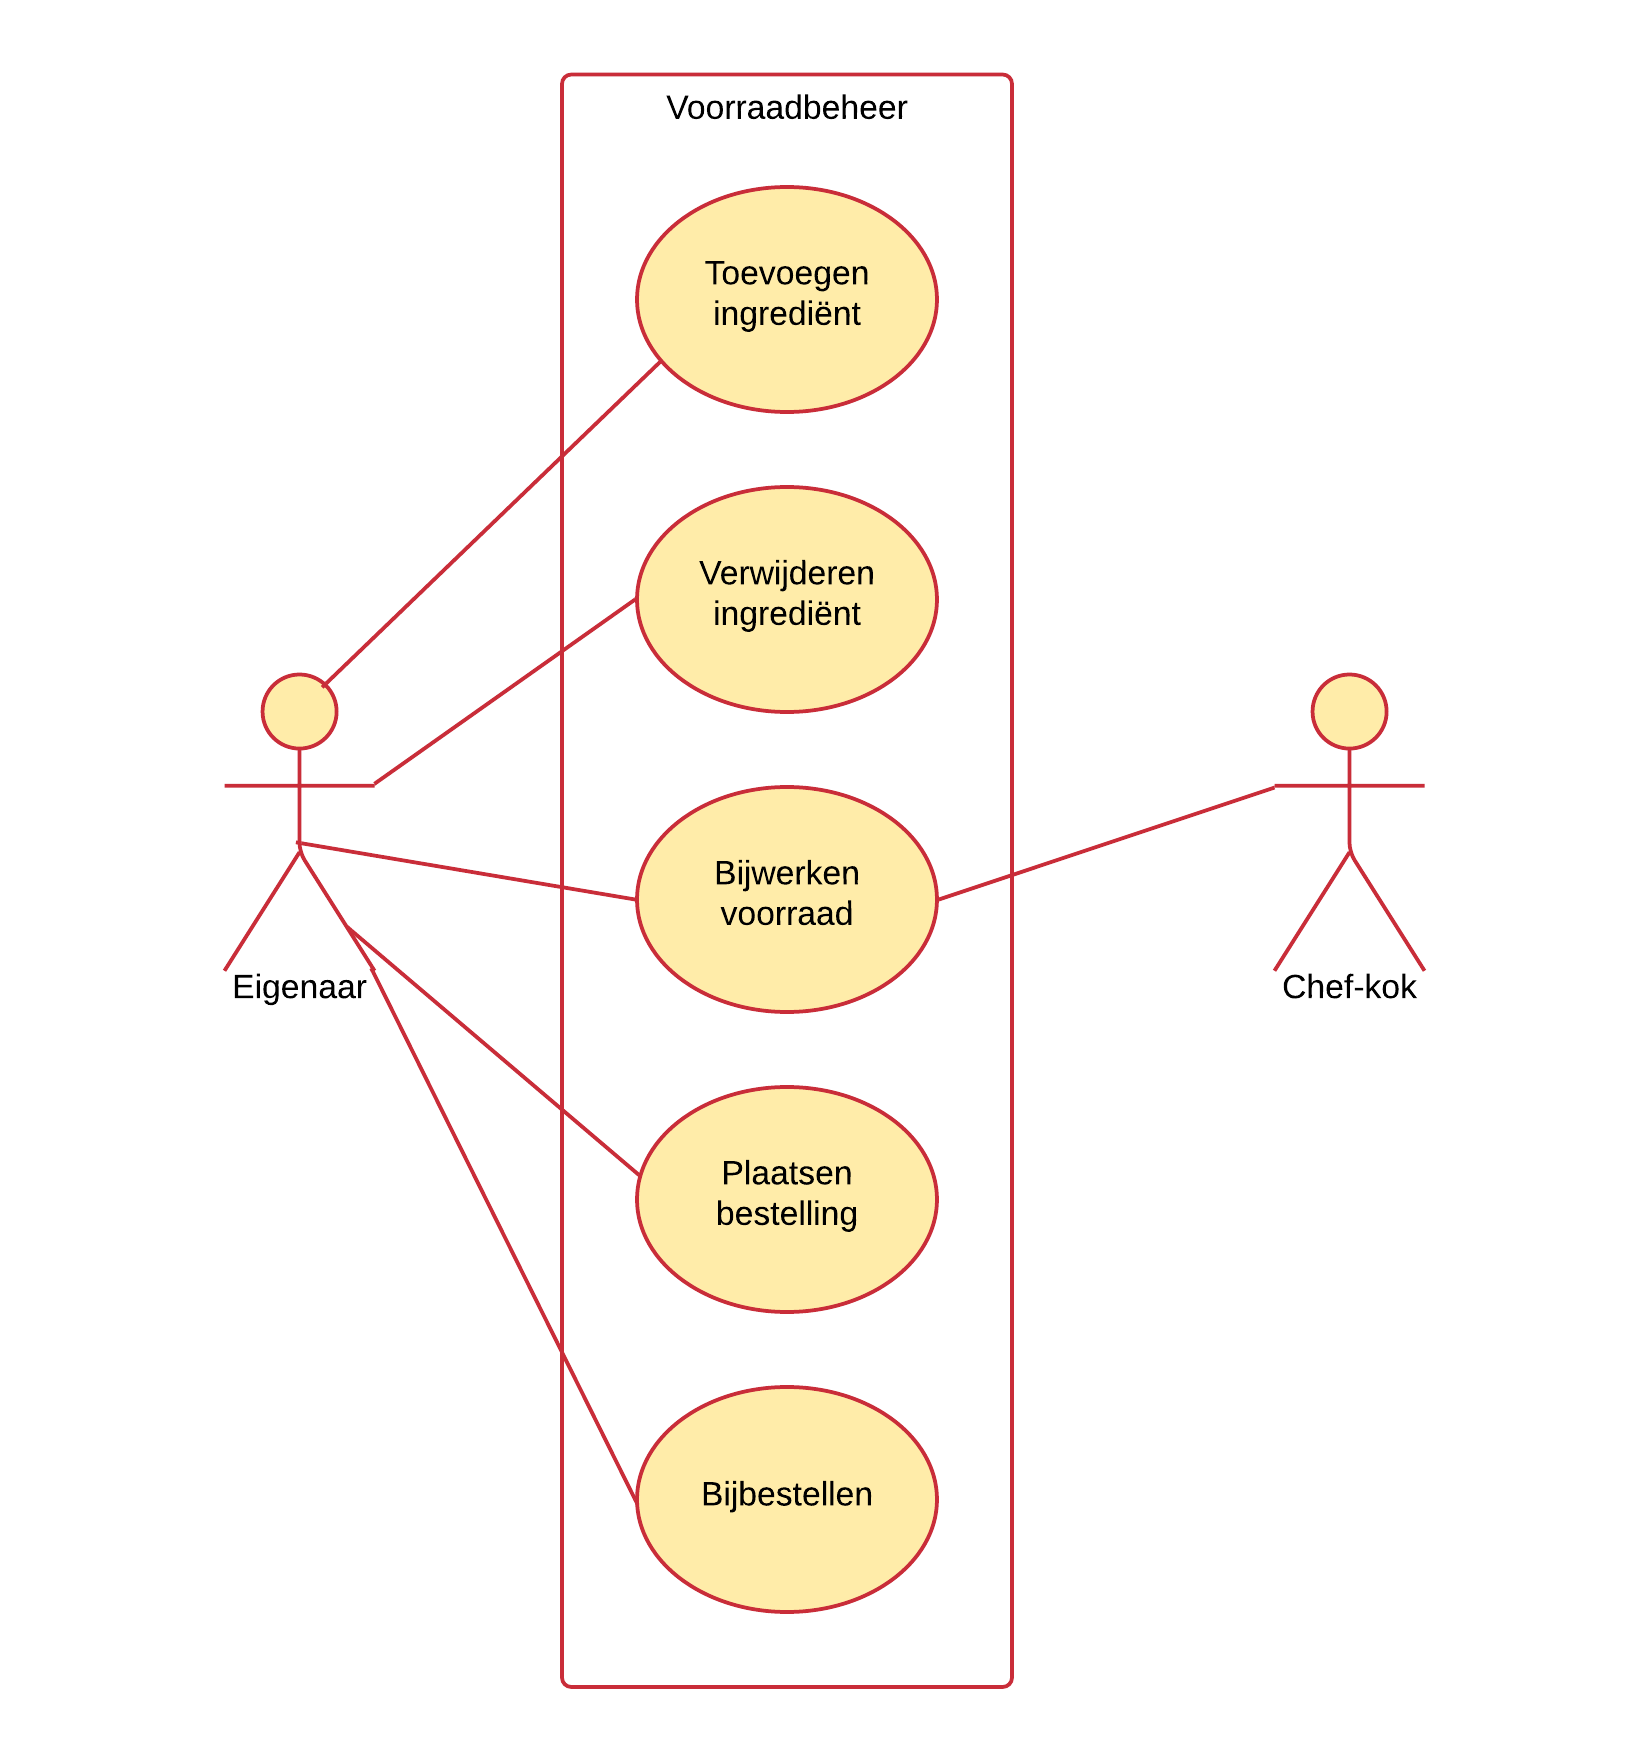 Voorraadbeheer
Toevoegen
ingrediënt
Verwijderen
ingrediënt
Bijwerken
voorraad
Eigenaar
Chef-kok
Plaatsen
bestelling
Bijbestellen